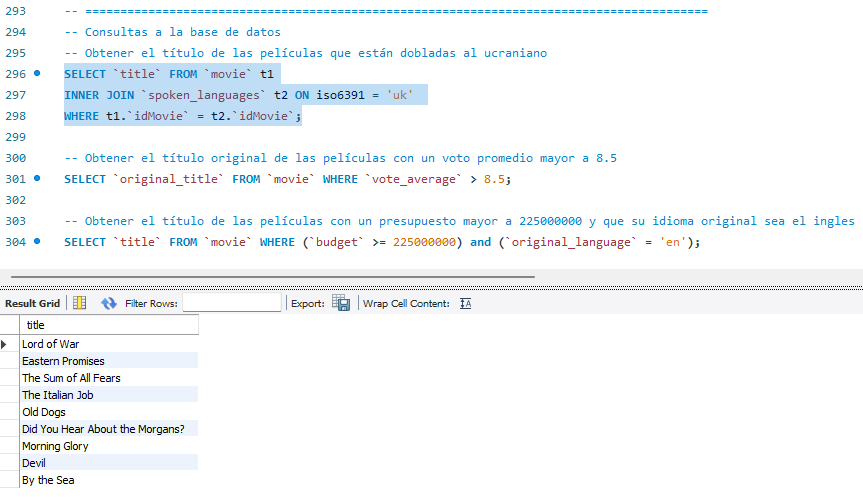 293 -- =========================================================================================
294 -- Consultas a la base de datos
295 -- Obtener el título de las películas que están dobladas al ucraniano
296 SELECT `title` FROM `movie` t1
297 INNER JOIN `spoken_languages` t2 ON iso6391 = 'uk'
298 WHERE t1.`idMovie` = t2.`idMovie`;
299
300 -- Obtener el título original de las películas con un voto promedio mayor a 8.5
301 SELECT `original_title` FROM `movie` WHERE `vote_average` > 8.5;
302
303 -- Obtener el título de las películas con un presupuesto mayor a 225000000 y que su idioma original sea el ingles
304 SELECT `title` FROM `movie` WHERE (`budget` >= 225000000) and (`original_language` = 'en');
Result Grid Filter Rows: Export: Wrap Cell Content:
title
Lord of War
Eastern Promises
The Sum of All Fears
The Italian Job
Old Dogs
Did You Hear About the Morgans?
Morning Glory
Devil
By the Sea